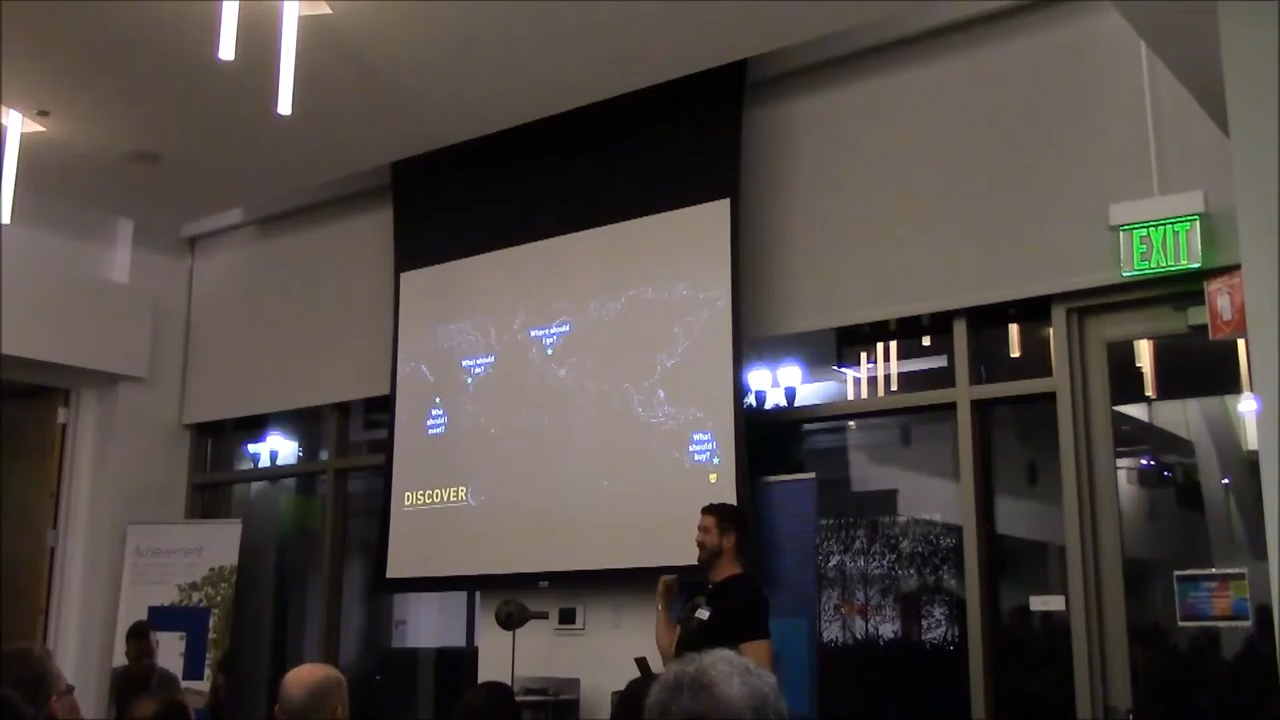 EXIT
Where should
I go?
What should
I do?
Who
should I
meet?
What
should I
buy?
DISCOVER
Achievement